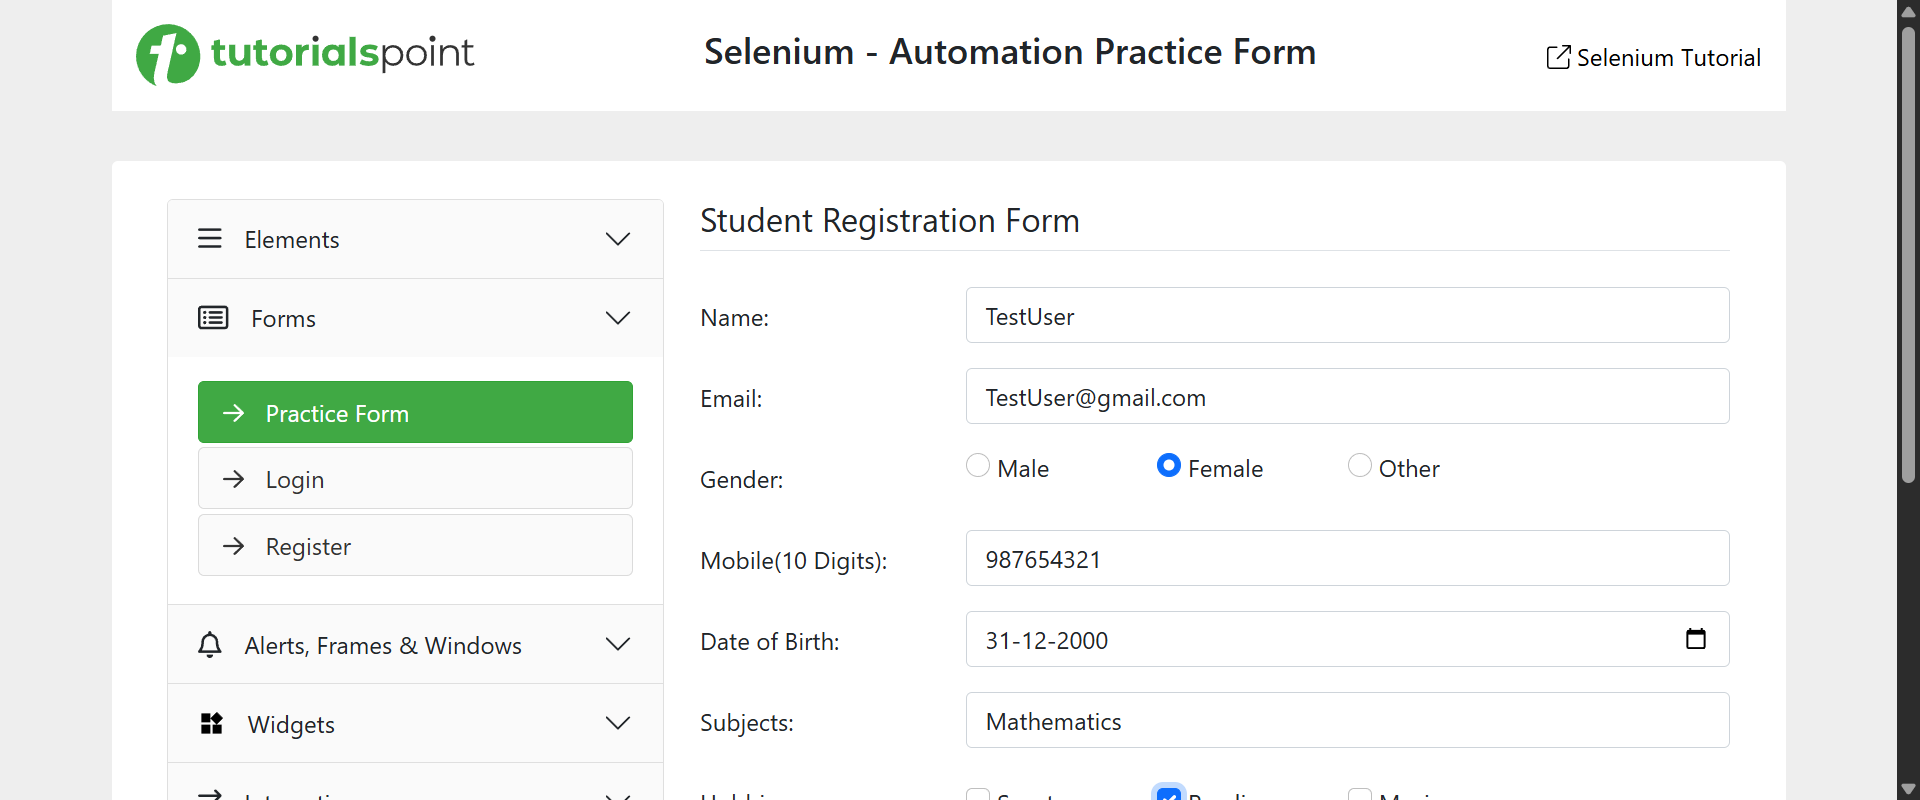 tutorialspoint
Selenium - Automation Practice Form
Selenium Tutorial
Elements
Forms
Practice Form
Login
Register
Alerts, Frames & Windows
Widgets
Student Registration Form
Name: TestUser
Email: TestUser@gmail.com
Gender: Male Female Other
Mobile(10 Digits): 987654321
Date of Birth: 31-12-2000
Subjects: Mathematics